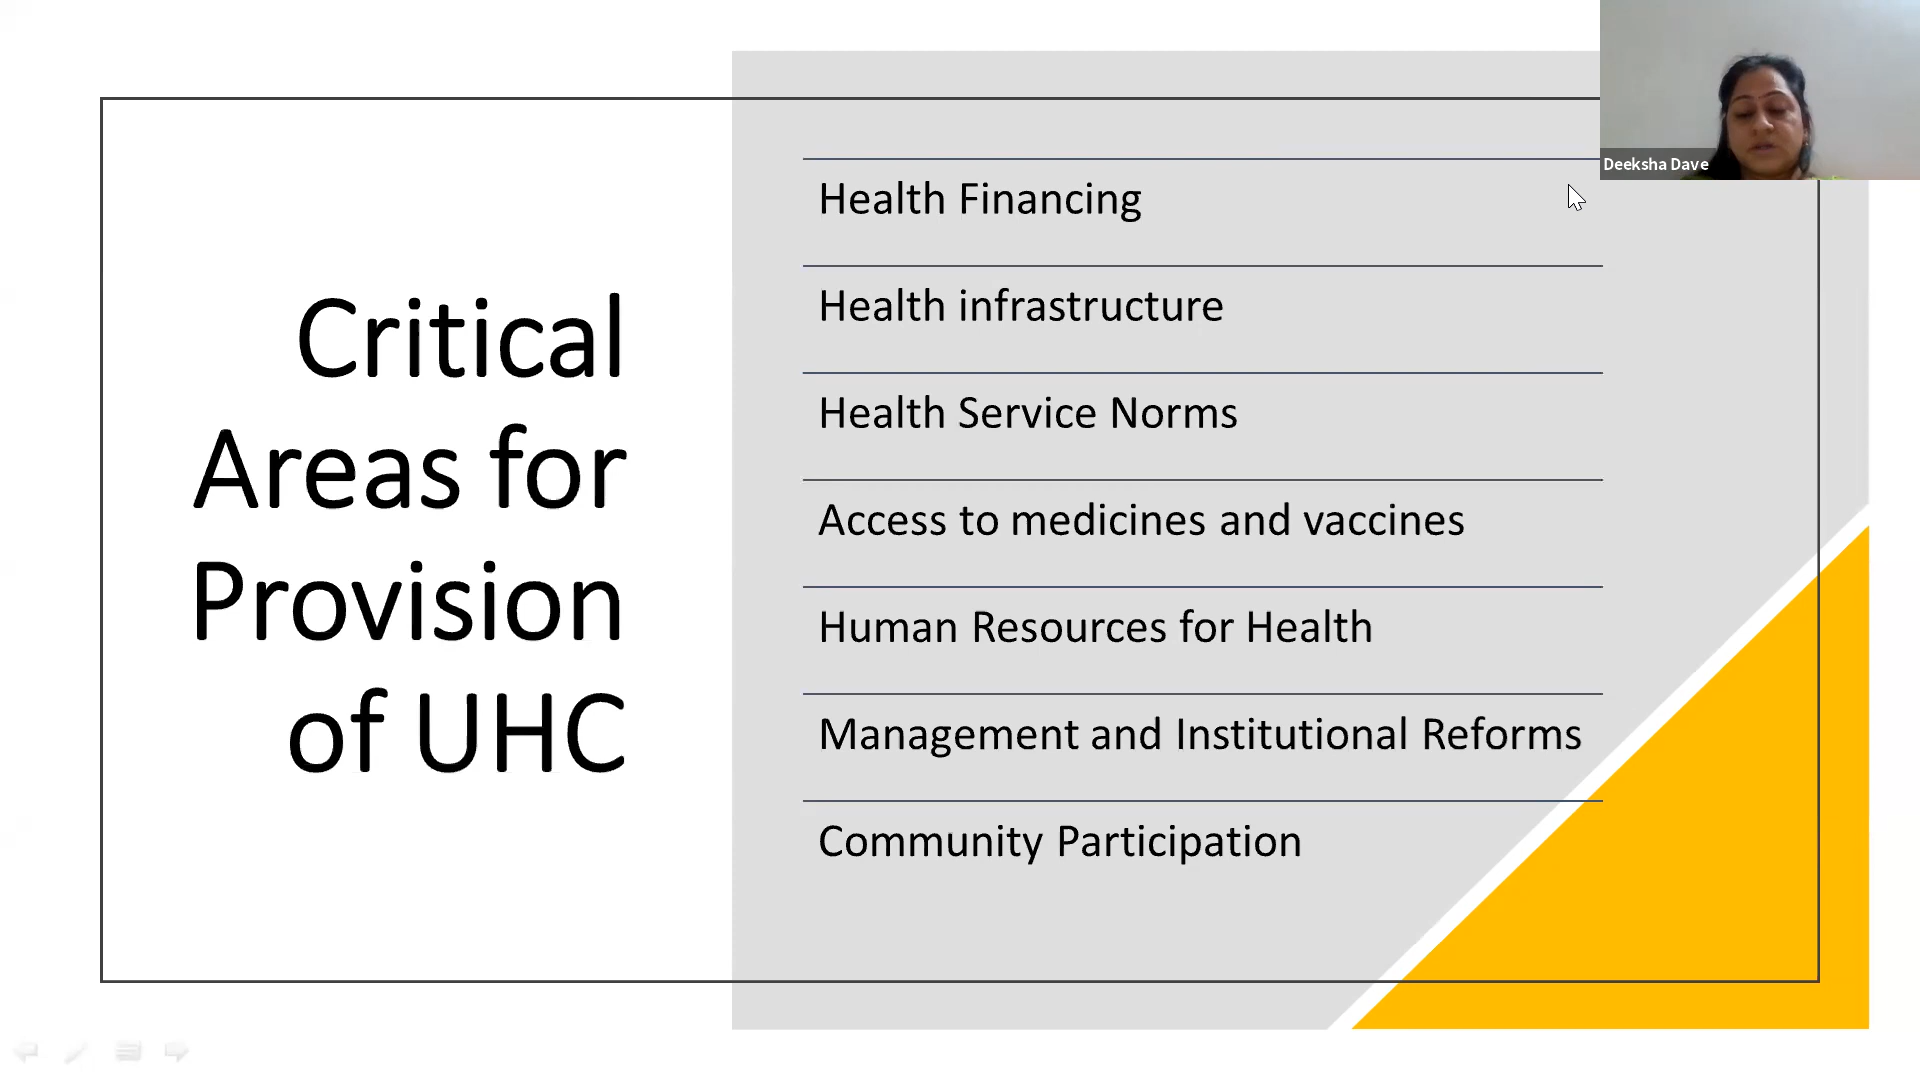 Critical
Areas for
Provision
of UHC
Health Financing
Health infrastructure
Health Service Norms
Access to medicines and vaccines
Human Resources for Health
Management and Institutional Reforms
Community Participation
Deeksha Dave